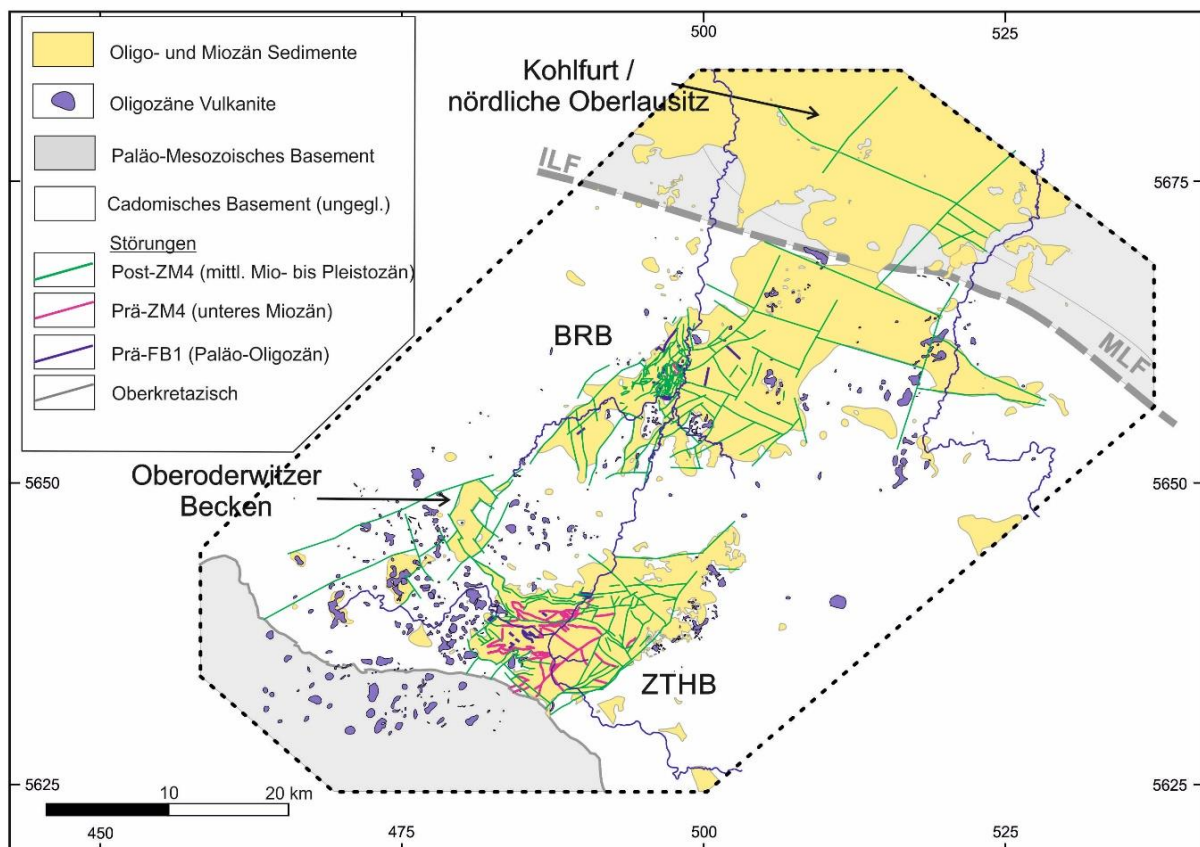 500
525
Oligo- und Miozän Sedimente
Oligozäne Vulkanite
Paläo-Mesozoisches Basement
Cadomisches Basement (ungegl.)
Störungen
Post-ZM4 (mittl. Mio- bis Pleistozän)
Prä-ZM4 (unteres Miozän)
Prä-FB1 (Paläo-Oligozän)
Oberkretazisch
Kohlfurt /
nördliche Oberlausitz
ILF
5675
5675
BRB
MLF
Oberoderwitzer
Becken
5650
5650
ZTHB
5625
5625
10
20 km
450
475
500
525